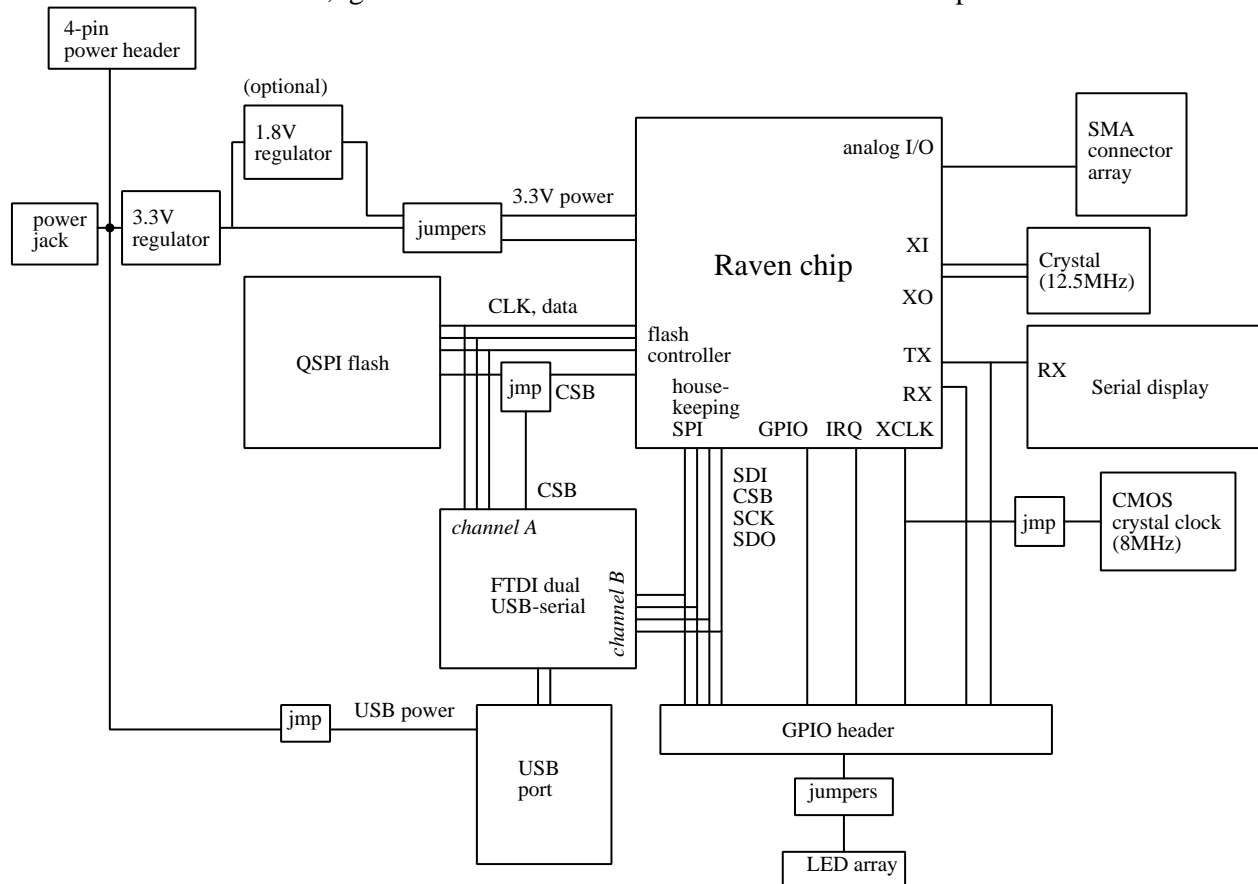 4-pin
power header
(optional)
1.8V
regulator
power
jack
3.3V
regulator
jumpers
3.3V power
analog I/O
SMA
connector
array
Raven chip
XI
XO
Crystal
(12.5MHz)
QSPI flash
CLK, data
flash
controller
jmp
CSB
house-
keeping
SPI
GPIO
IRQ
XCLK
TX
RX
RX
Serial display
CSB
SDI
CSB
SCK
SDO
jmp
CMOS
crystal clock
(8MHz)
channel A
FTDI dual
USB-serial
channel B
jmp
USB power
USB
port
GPIO header
jumpers
LED array